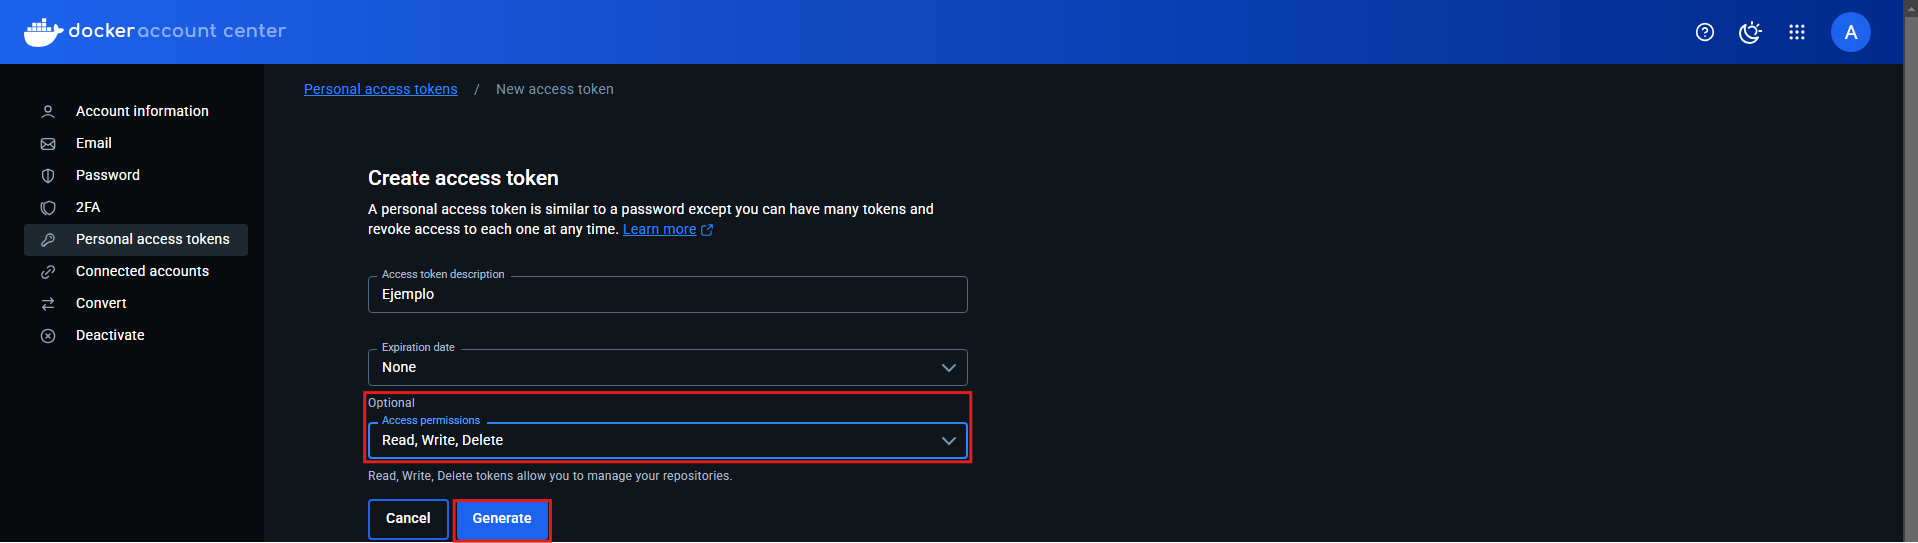 docker account center
A
Personal access tokens / New access token
Account information
Email
Password
2FA
Personal access tokens
Connected accounts
Convert
Deactivate
Create access token
A personal access token is similar to a password except you can have many tokens and
revoke access to each one at any time. Learn more
Access token description
Ejemplo
Expiration date
None
Optional
Access permissions
Read, Write, Delete
Read, Write, Delete tokens allow you to manage your repositories.
Cancel Generate